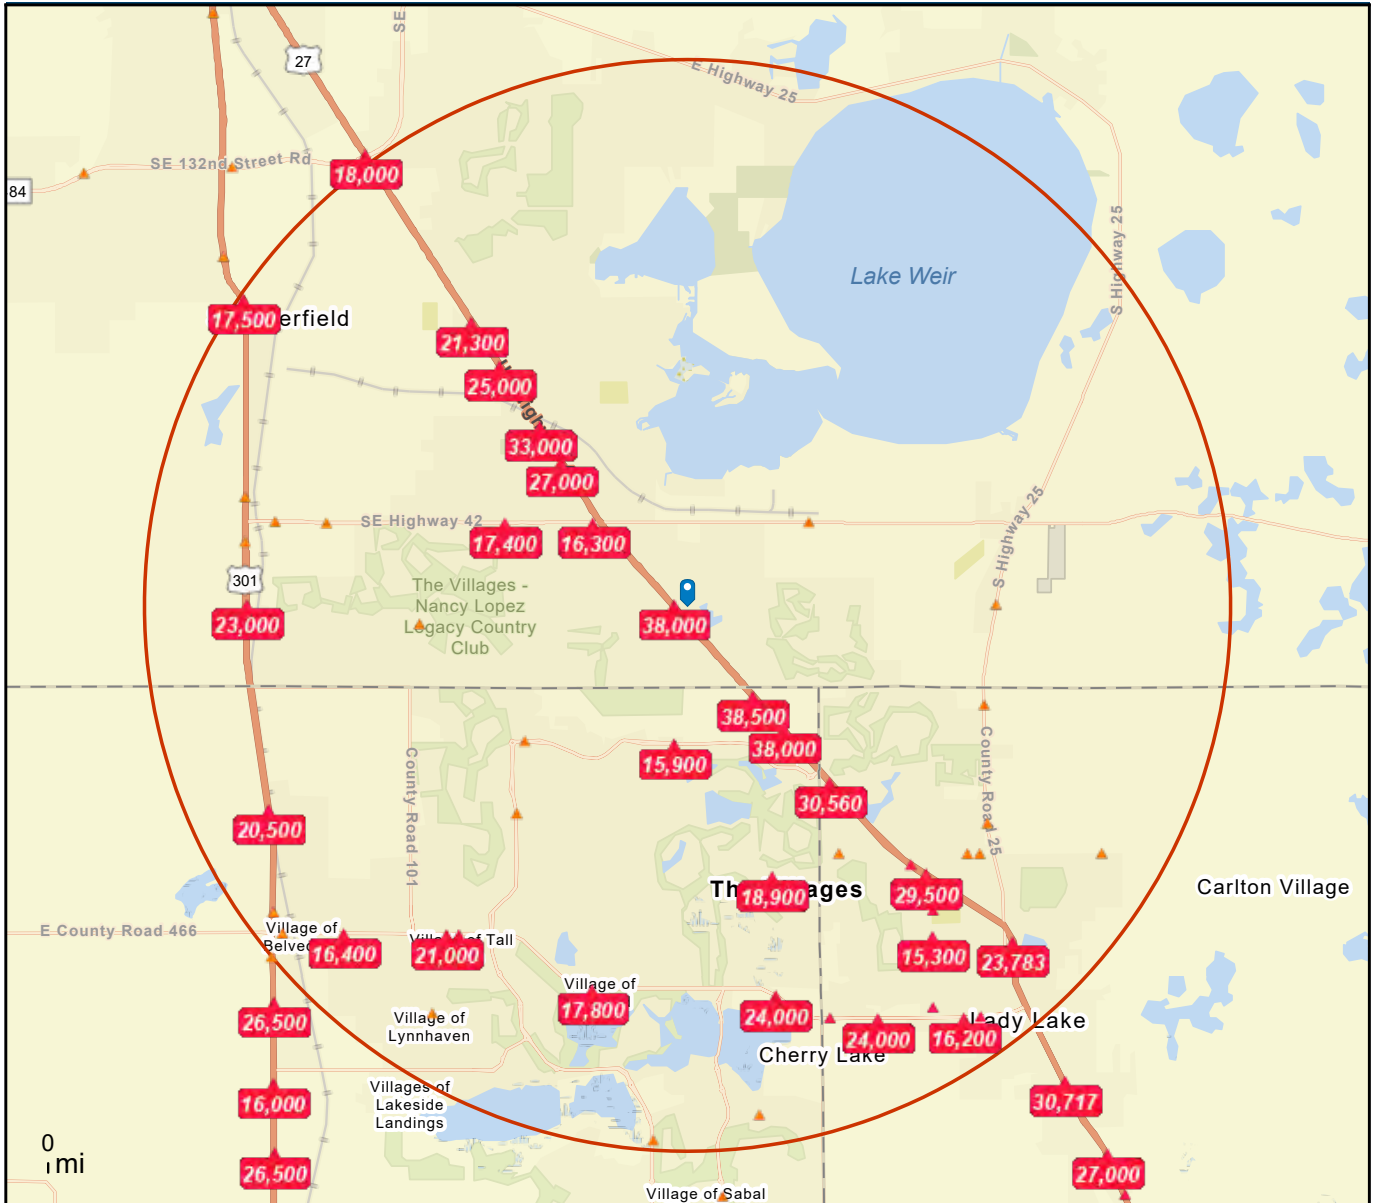 SE
27
E Highway 25
SE 132nd Street Rd
18,000
84
S Highway 25
Lake Weir
17,500
erfield
21,300
25,000
33,000
27,000
SE Highway 42
17,400
16,300
S Highway 25
301
The Villages -
Nancy Lopez
Legacy Country
Club
23,000
38,000
38,500
38,000
15,900
County Road 101
County Road 25
30,560
20,500
29,500
18,900
Carlton Village
E County Road 466
Village of
16,400
21,000
Tall
15,300
23,783
Village of
17,800
24,000
26,500
Village of
Lynnhaven
24,000
16,200
Lady Lake
Cherry Lake
Villages of
Lakeside
Landings
16,000
30,717
0
mi
26,500
27,000
Village of Sabal